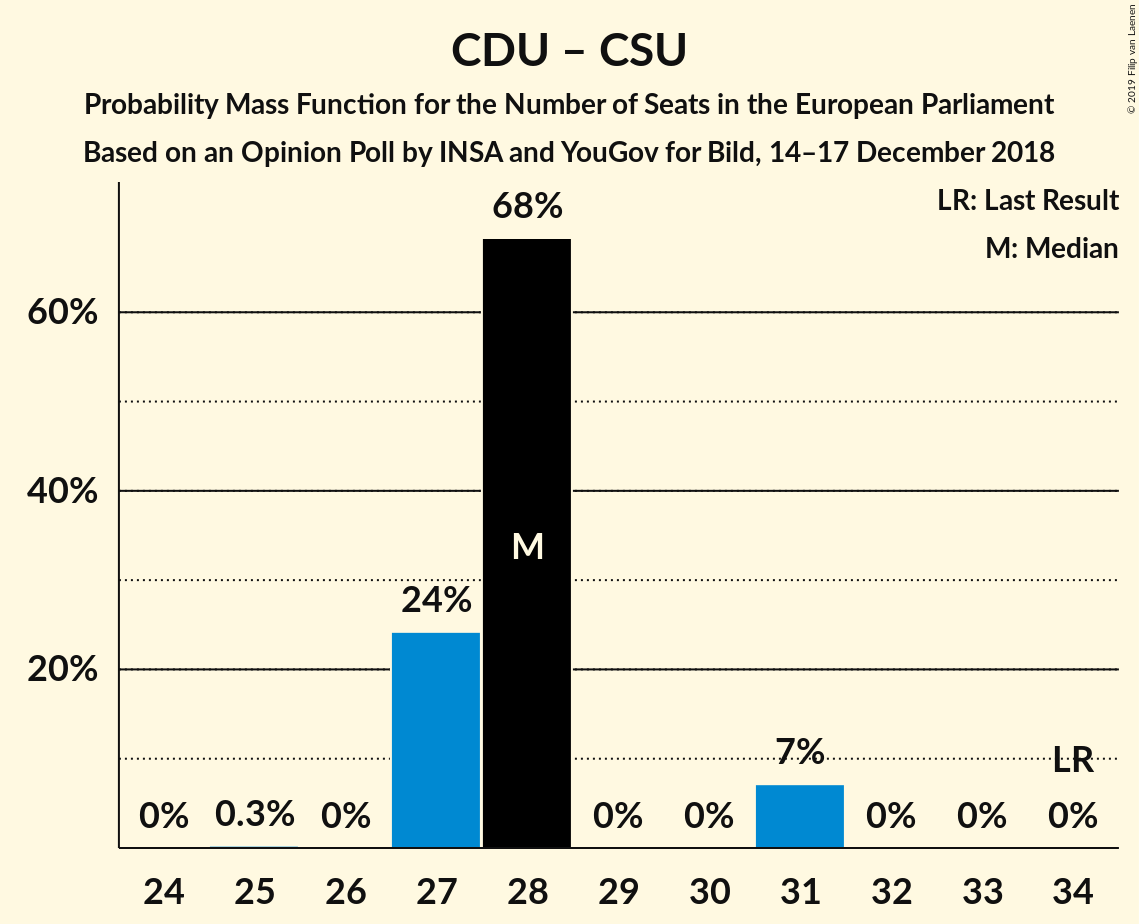 CDU – CSU
Probability Mass Function for the Number of Seats in the European Parliament
Based on an Opinion Poll by INSA and YouGov for Bild, 14–17 December 2018
© 2019 Filip van Laenen
LR: Last Result
M: Median
68%
60%
40%
M
24%
20%
7%
LR
0% 0.3% 0% 0% 0% 0% 0% 0%
24 25 26 27 28 29 30 31 32 33 34